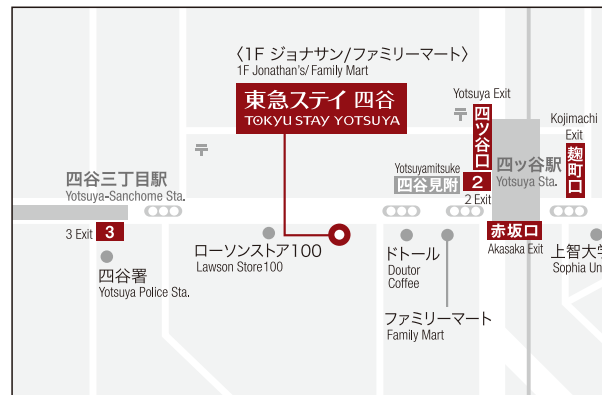 〈1F ジョナサン/ファミリーマート〉
1F Jonathan's/ Family Mart
東急ステイ 四谷
TOKYU STAY YOTSUYA
Yotsuya Exit
四ツ谷口
〒
Kojimachi
Exit
麹町口
〒
四谷三丁目駅
Yotsuya-Sanchome Sta.
Yotsuyamitsuke
四谷見附
2
2 Exit
四ッ谷駅
Yotsuya Sta.
3 Exit
3
赤坂口
Akasaka Exit
四谷署
Yotsuya Police Sta.
ローソンストア100
Lawson Store100
ドトール
Doutor
Coffee
ファミリーマート
Family Mart
上智大学
Sophia Un